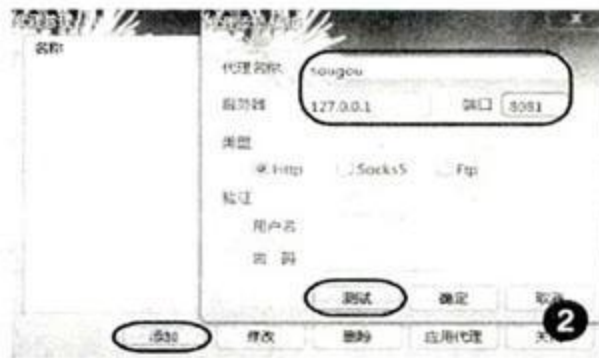 名称
代理名称 sougou
服务器 127.0.0.1 端口 8081
类型
Http Socks5 Ftp
验证
用户名
密 码
测试 确定 取消
添加 修改 删除 应用代理 关闭
2